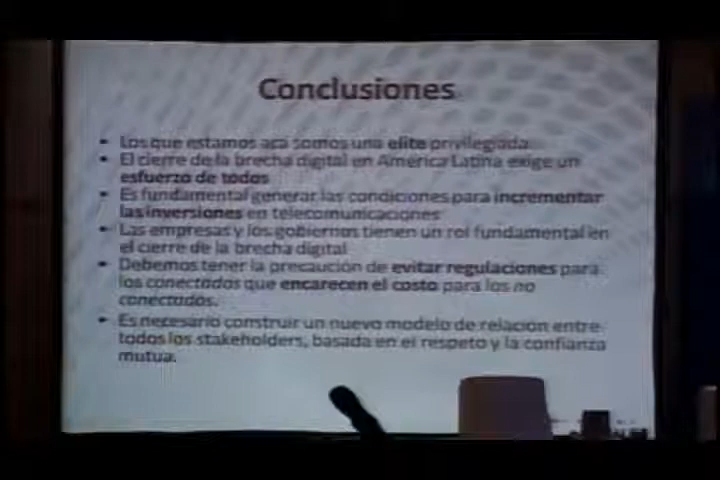 Conclusiones
• Los que estamos acá somos una elite privilegiada
• El cierre de la brecha digital en América Latina exige un
esfuerzo de todos
• Es fundamental generar las condiciones para incrementar
las inversiones en telecomunicaciones
• Las empresas y los gobiernos tienen un rol fundamental en
el cierre de la brecha digital
• Debemos tener la precaución de evitar regulaciones para
los conectados que encarecen el costo para los no
conectados.
• Es necesario construir un nuevo modelo de relación entre
todos los stakeholders, basada en el respeto y la confianza
mutua.